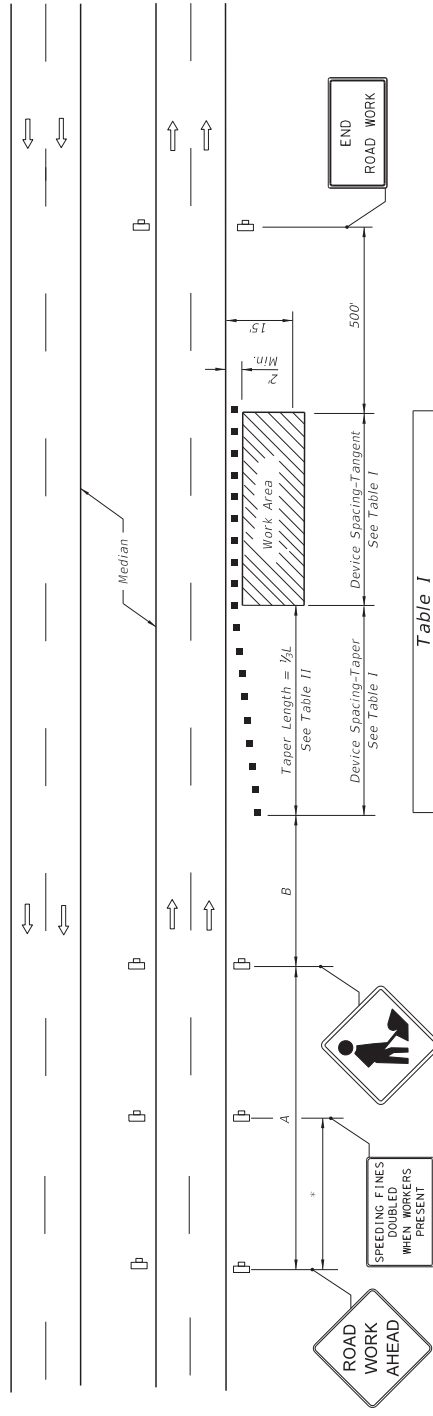 Median
15'
2'
Min.
Work Area
500'
B
Taper Length = ⅓L
See Table II
Device Spacing-Taper
See Table I
Device Spacing-Tangent
See Table I
A
*
ROAD
WORK
AHEAD
SPEEDING FINES
DOUBLED
WHEN WORKERS
PRESENT
END
ROAD WORK
Table I